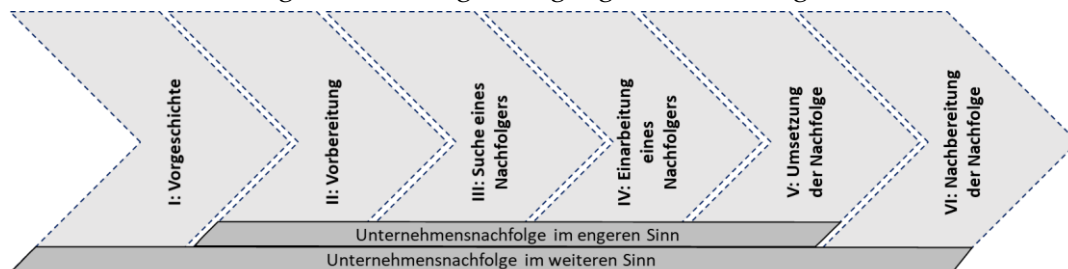 I: Vorgeschichte
II: Vorbereitung
III: Suche eines
Nachfolgers
IV: Einarbeitung
eines
Nachfolgers
V: Umsetzung
der Nachfolge
VI: Nachbereitung
der Nachfolge
Unternehmensnachfolge im engeren Sinn
Unternehmensnachfolge im weiteren Sinn